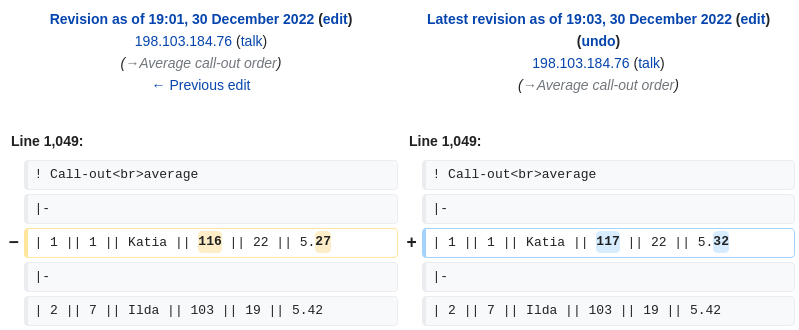 Revision as of 19:01, 30 December 2022 (edit)
198.103.184.76 (talk)
(→Average call-out order)
← Previous edit
Latest revision as of 19:03, 30 December 2022 (edit)
(undo)
198.103.184.76 (talk)
(→Average call-out order)
Line 1,049:
Line 1,049:
! Call-out<br>average
! Call-out<br>average
|-
|-
− | 1 || 1 || Katia || 116 || 22 || 5.27
+ | 1 || 1 || Katia || 117 || 22 || 5.32
|-
|-
| 2 || 7 || Ilda || 103 || 19 || 5.42
| 2 || 7 || Ilda || 103 || 19 || 5.42